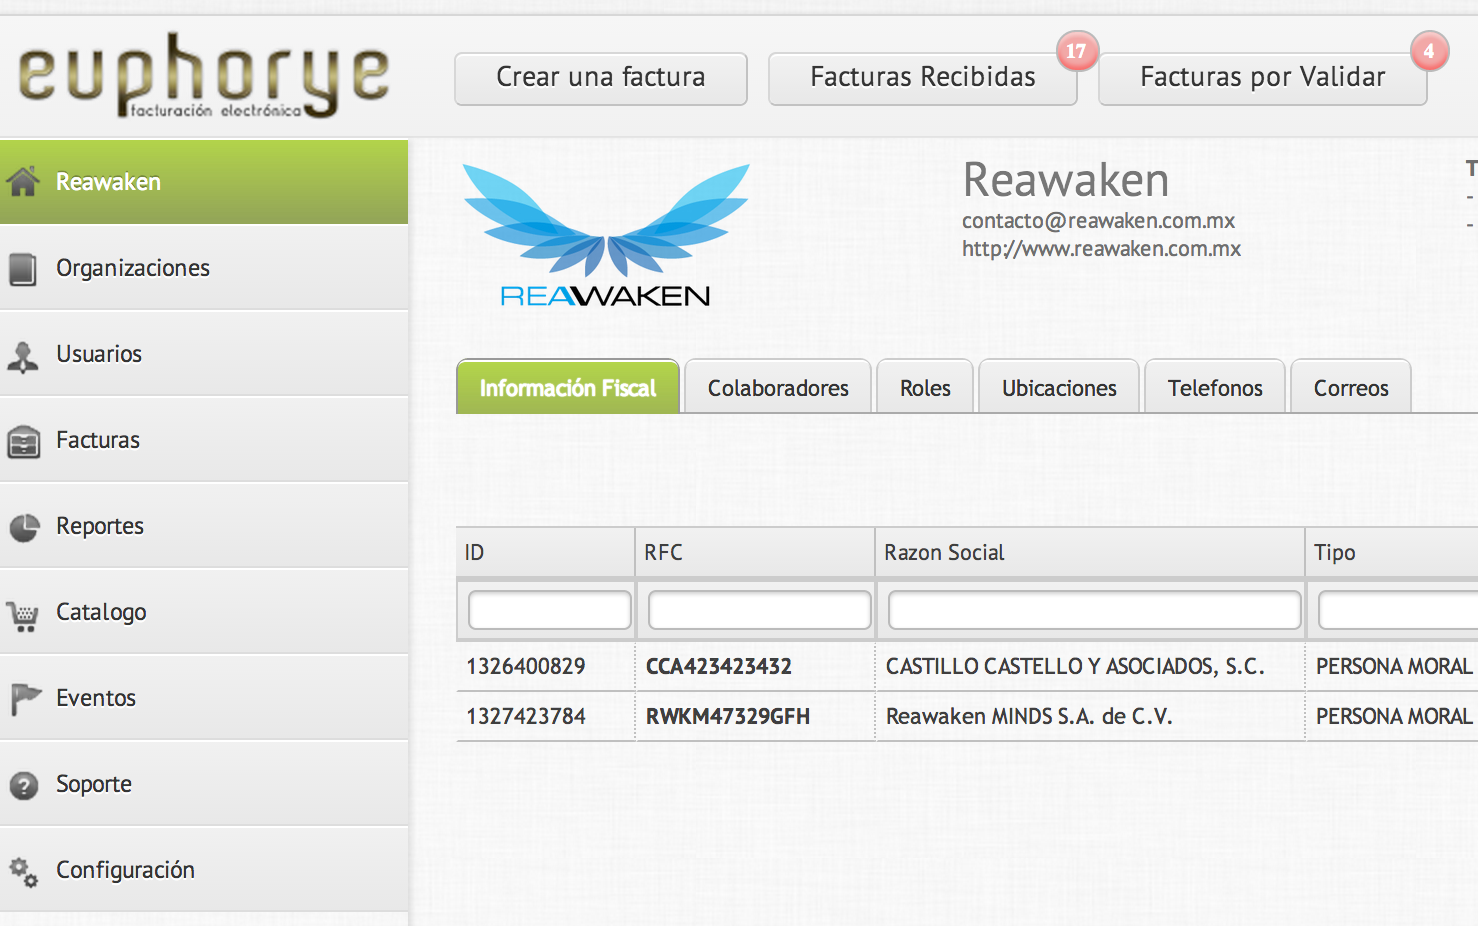 euphorye
facturación electrónica
Crear una factura
Facturas Recibidas
17
Facturas por Validar
4
Reawaken
Organizaciones
Usuarios
Facturas
Reportes
Catalogo
Eventos
Soporte
Configuración
REAWAKEN
Reawaken
contacto@reawaken.com.mx
http://www.reawaken.com.mx
T
-
-
Información Fiscal
Colaboradores
Roles
Ubicaciones
Telefonos
Correos
ID RFC Razon Social Tipo
1326400829 CCA423423432 CASTILLO CASTELLO Y ASOCIADOS, S.C. PERSONA MORAL
1327423784 RWKM47329GFH Reawaken MINDS S.A. de C.V. PERSONA MORAL